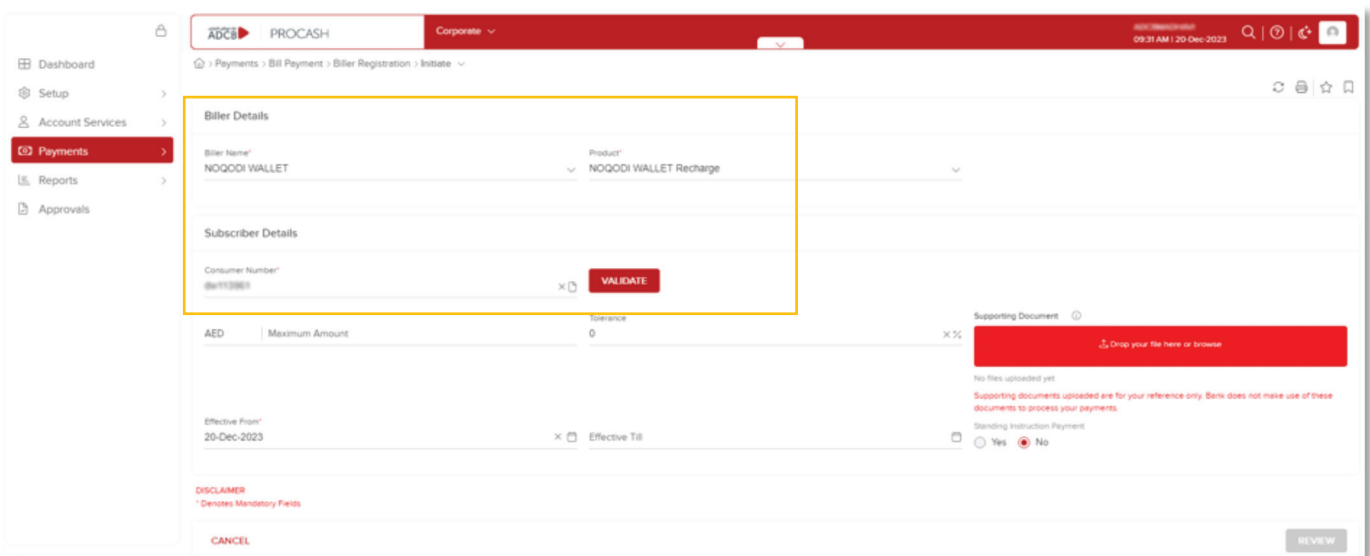 ADCB PROCASH Corporate
09:31 AM | 20-Dec-2023
Dashboard
Setup
Account Services
Payments
Reports
Approvals
> Payments > Bill Payment > Biller Registration > Initiate
Biller Details
Biller Name* Product*
NOQODI WALLET NOQODI WALLET Recharge
Subscriber Details
Consumer Number*
VALIDATE
Tolerance
AED Maximum Amount 0 %
Supporting Document
Drop your file here or browse
No files uploaded yet
Supporting documents uploaded are for your reference only. Bank does not make use of these
documents to process your payments.
Effective From*
20-Dec-2023 Effective Till
Standing Instruction Payment
Yes No
DISCLAIMER
* Denotes Mandatory Fields
CANCEL REVIEW